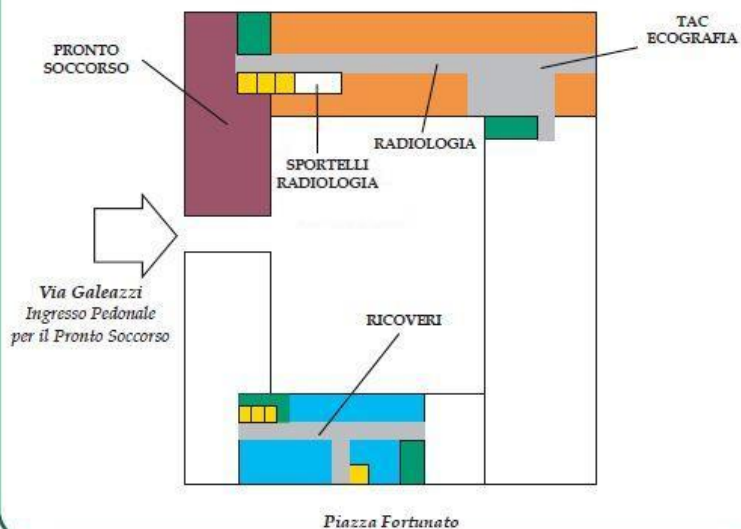 PRONTO
SOCCORSO
TAC
ECOGRAFIA
RADIOLOGIA
SPORTELLI
RADIOLOGIA
Via Galeazzi
Ingresso Pedonale
per il Pronto Soccorso
RICOVERI
Piazza Fortunato